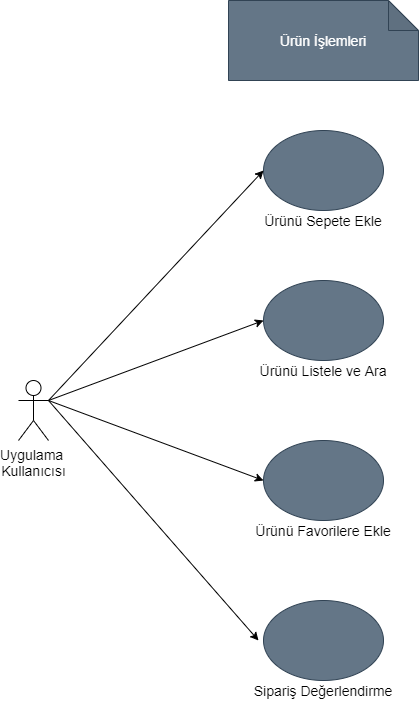 Ürün İşlemleri
Ürünü Sepete Ekle
Ürünü Listele ve Ara
Uygulama
Kullanıcısı
Ürünü Favorilere Ekle
Sipariş Değerlendirme